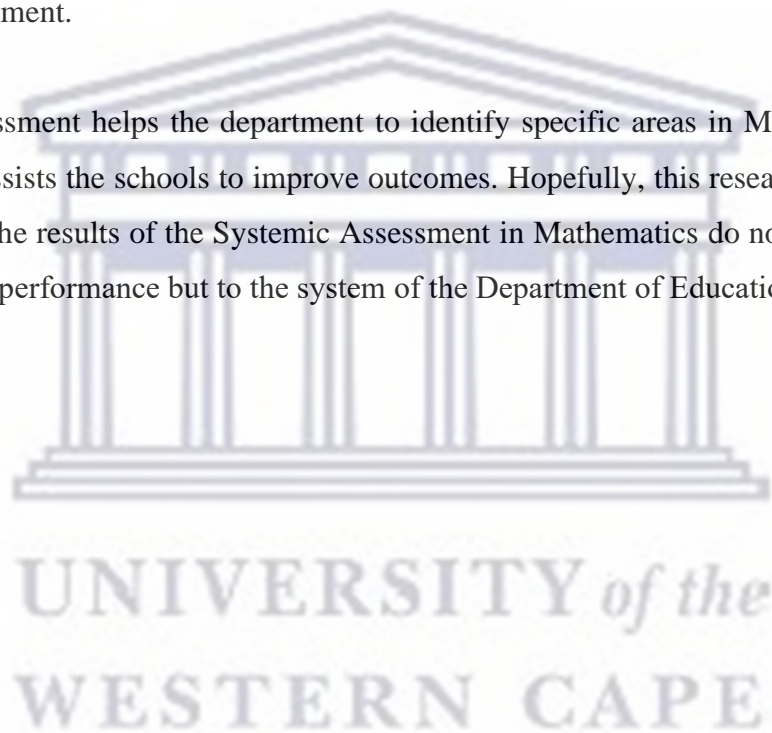 ment.
ssment helps the department to identify specific areas in M
ssists the schools to improve outcomes. Hopefully, this resea
he results of the Systemic Assessment in Mathematics do no
performance but to the system of the Department of Educatio
UNIVERSITY of the
WESTERN CAPE